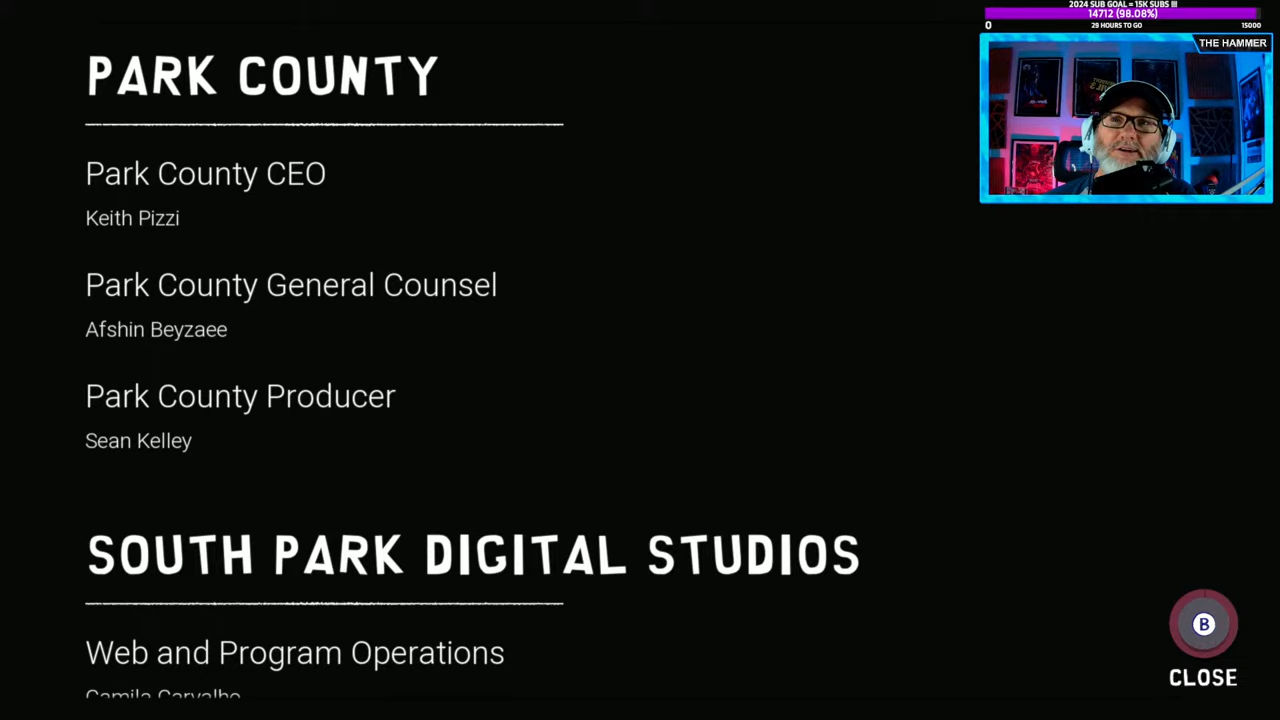 2024 SUB GOAL = 15K SUBS !!!
14712 (98.08%)
0 29 HOURS TO GO 15000
THE HAMMER
PARK COUNTY
Park County CEO
Keith Pizzi
Park County General Counsel
Afshin Beyzaee
Park County Producer
Sean Kelley
SOUTH PARK DIGITAL STUDIOS
Web and Program Operations
Camila Carvalho
B
CLOSE